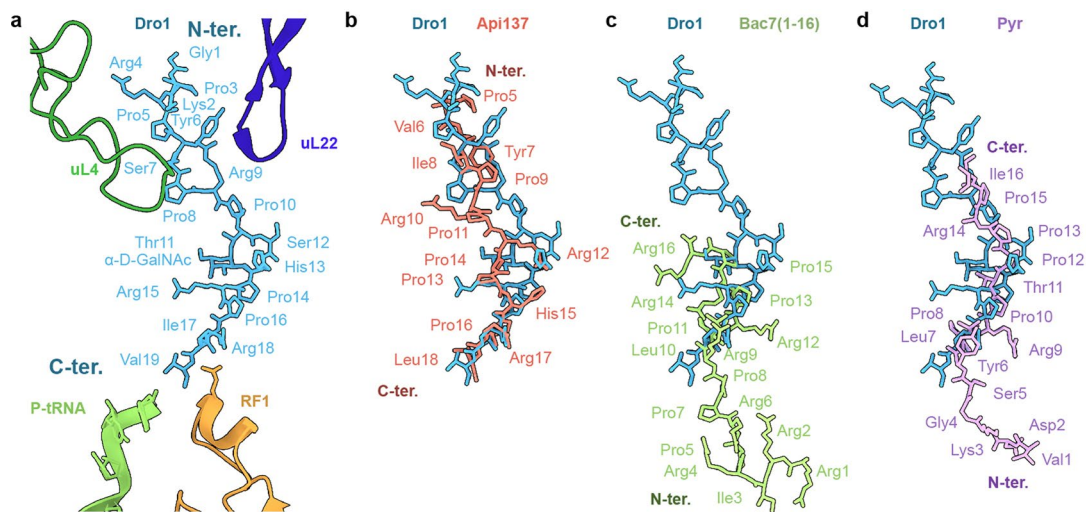 a
Dro1
N-ter.
Gly1
Arg4
Pro3
Lys2
Pro5
Tyr6
uL22
uL4
Ser7
Arg9
Pro8
Pro10
Thr11
α-D-GalNAc
Ser12
His13
Arg15
Pro14
Ile17
Pro16
Val19
Arg18
C-ter.
P-tRNA
RF1
b
Dro1
Api137
N-ter.
Pro5
Val6
Tyr7
Ile8
Pro9
Arg10
Pro11
Arg12
Pro14
Pro13
His15
Pro16
Leu18
Arg17
C-ter.
c
Dro1
Bac7(1-16)
C-ter.
Arg16
Pro15
Arg14
Pro13
Pro11
Arg12
Leu10
Arg9
Pro8
Pro7
Arg6
Arg2
Pro5
Arg4
Arg1
N-ter.
Ile3
d
Dro1
Pyr
C-ter.
Ile16
Pro15
Arg14
Pro13
Pro12
Thr11
Pro8
Pro10
Leu7
Arg9
Tyr6
Ser5
Gly4
Asp2
Lys3
Val1
N-ter.